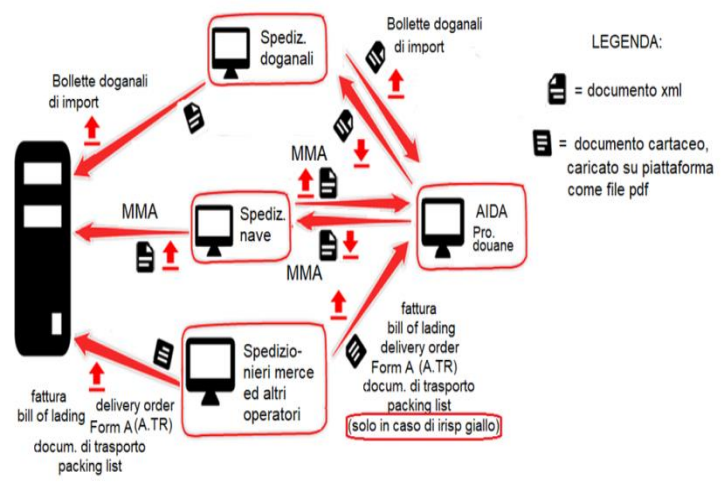 Bollette doganali
di import
Spediz.
doganali
Bollette doganali
di import
LEGENDA:
= documento xml
= documento cartaceo,
caricato su piattaforma
come file pdf
MMA
MMA
Spediz.
nave
MMA
AIDA
Pro.
douane
Spedizio-
nieri merce
ed altri
operatori
fattura
bill of lading
delivery order
Form A (A.TR)
docum. di trasporto
packing list
(solo in caso di irisp giallo)
fattura
bill of lading
delivery order
Form A (A.TR)
docum. di trasporto
packing list